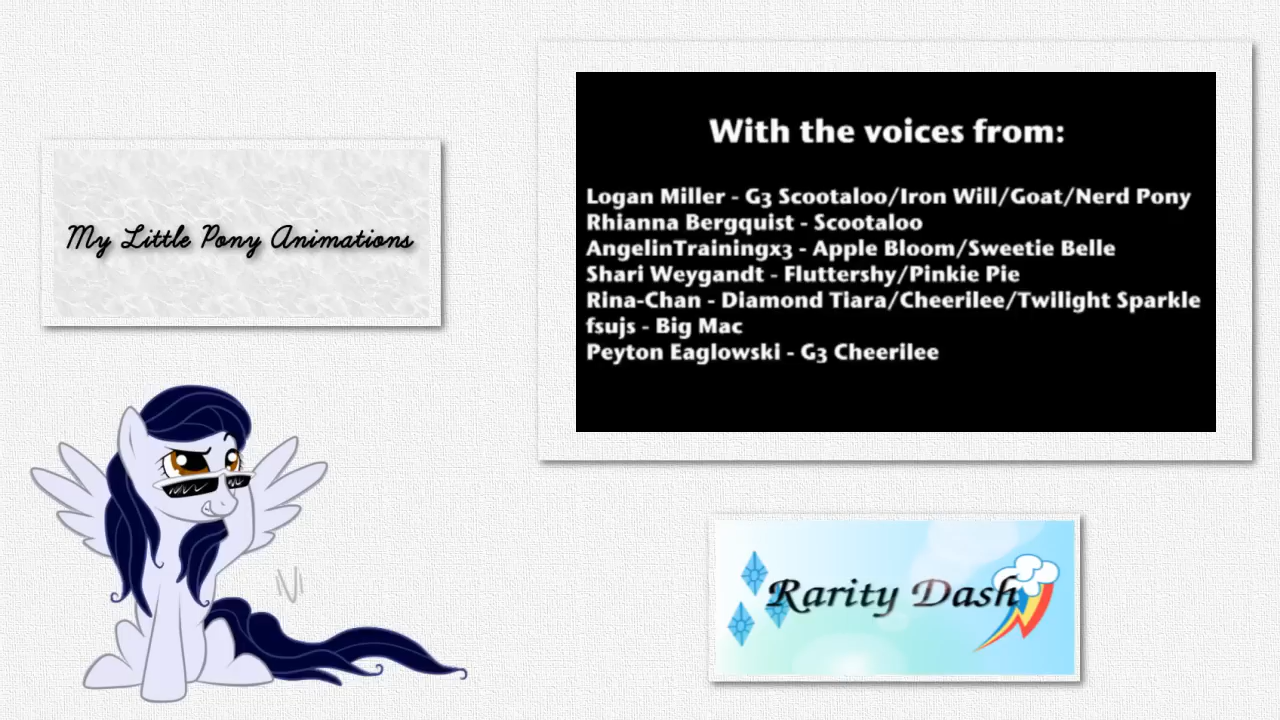 My Little Pony Animations
With the voices from:
Logan Miller - G3 Scootaloo/Iron Will/Goat/Nerd Pony
Rhianna Bergquist - Scootaloo
AngelinTrainingx3 - Apple Bloom/Sweetie Belle
Shari Weygandt - Fluttershy/Pinkie Pie
Rina-Chan - Diamond Tiara/Cheerilee/Twilight Sparkle
fsujs - Big Mac
Peyton Eaglowski - G3 Cheerilee
Rarity Dash